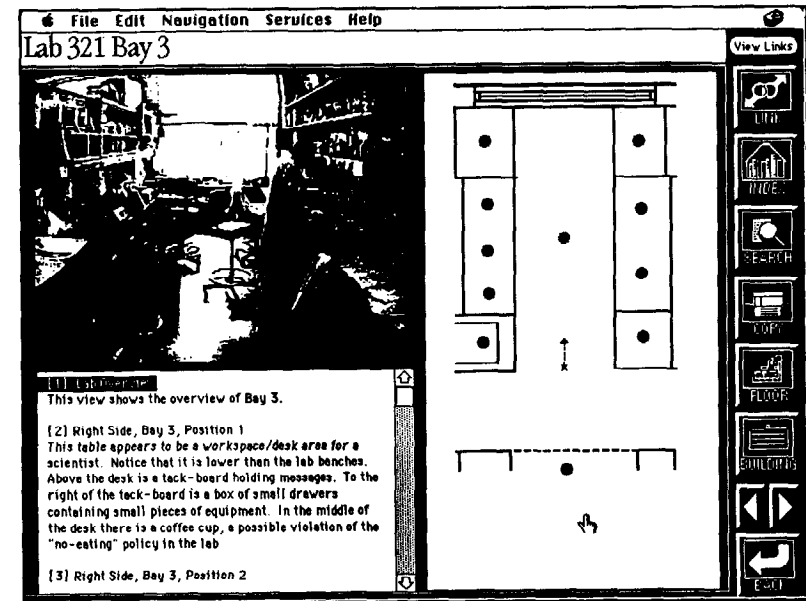 File Edit Navigation Services Help
Lab 321 Bay 3
View Links
LINK
INDEX
SEARCH
COPY
FLOOR
BUILDING
BACK
[1] Lab Overview
This view shows the overview of Bay 3.
[2] Right Side, Bay 3, Position 1
This table appears to be a workspace/desk area for a
scientist. Notice that it is lower than the lab benches.
Above the desk is a tack-board holding messages. To the
right of the tack-board is a box of small drawers
containing small pieces of equipment. In the middle of
the desk there is a coffee cup, a possible violation of the
"no-eating" policy in the lab
[3] Right Side, Bay 3, Position 2